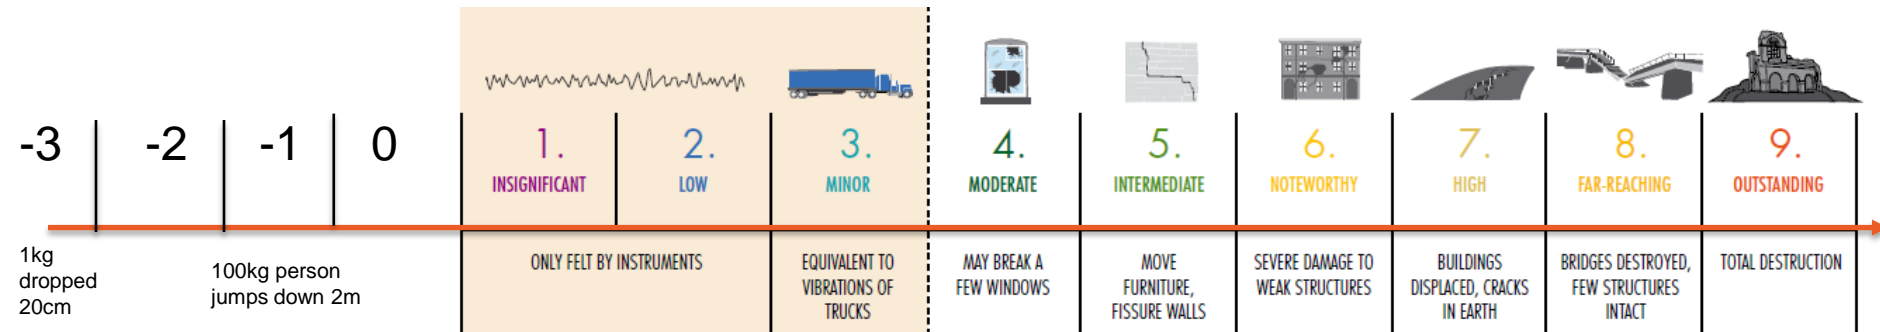 -3
-2
-1
0
1.
2.
3.
4.
5.
6.
7.
8.
9.
INSIGNIFICANT
LOW
MINOR
MODERATE
INTERMEDIATE
NOTEWORTHY
HIGH
FAR-REACHING
OUTSTANDING
1kg
dropped
20cm
100kg person
jumps down 2m
ONLY FELT BY INSTRUMENTS
EQUIVALENT TO
VIBRATIONS OF
TRUCKS
MAY BREAK A
FEW WINDOWS
MOVE
FURNITURE,
FISSURE WALLS
SEVERE DAMAGE TO
WEAK STRUCTURES
BUILDINGS
DISPLACED, CRACKS
IN EARTH
BRIDGES DESTROYED,
FEW STRUCTURES
INTACT
TOTAL DESTRUCTION